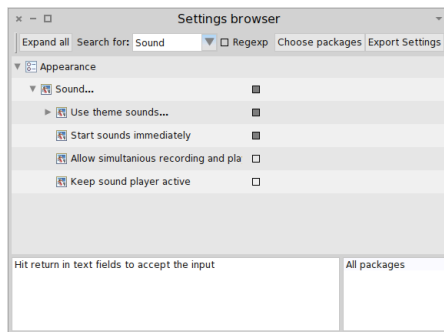 Settings browser
Expand all Search for: Sound Regexp Choose packages Export Settings
Appearance
Sound...
Use theme sounds...
Start sounds immediately
Allow simultanious recording and pla
Keep sound player active
Hit return in text fields to accept the input
All packages